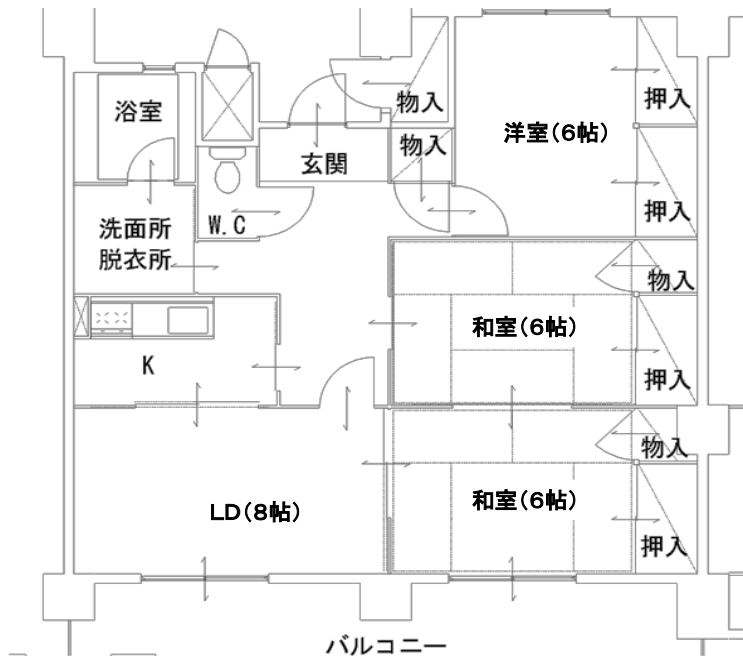 浴室
物入
玄関
物入
洋室(6帖)
押入
押入
W.C
洗面所
脱衣所
物入
和室(6帖)
押入
K
物入
LD(8帖)
和室(6帖)
押入
バルコニー